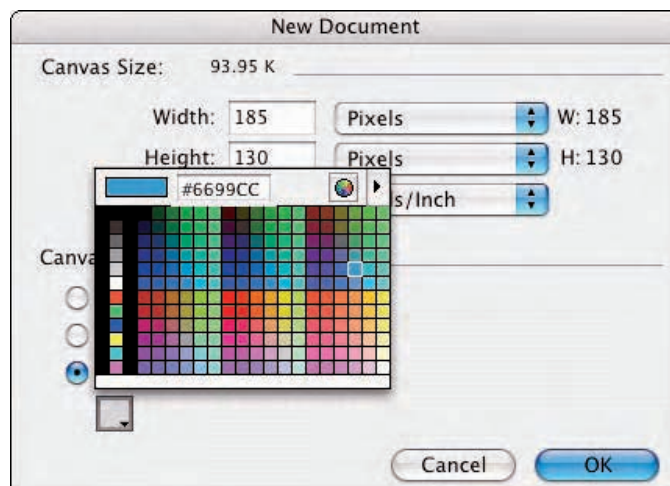 New Document
Canvas Size: 93.95 K
Width: 185 Pixels W: 185
Height: 130 Pixels H: 130
#6699CC
s/Inch
Canva
Cancel OK